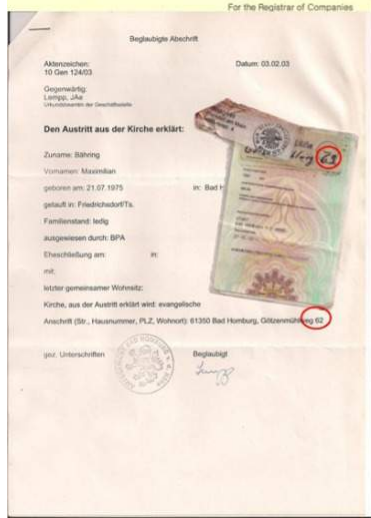 For the Registrar of Companies
Beglaubigte Abschrift
Aktenzeichen: Datum: 03.02.03
10 Gen 124/03
Gegenwärtig:
Lempp, JAe
Urkundsbeamtin der Geschäftsstelle
Den Austritt aus der Kirche erklärt:
Zuname: Bähring
Vornamen: Maximilian
geboren am: 21.07.1975 in: Bad H
getauft in: Friedrichsdorf/Ts.
Familienstand: ledig
ausgewiesen durch: BPA
Eheschließung am: in:
mit:
letzter gemeinsamer Wohnsitz:
Kirche, aus der Austritt erklärt wird: evangelische
Anschrift (Str., Hausnummer, PLZ, Wohnort): 61350 Bad Homburg, Götzenmühlweg 62
gez. Unterschriften Beglaubigt
63